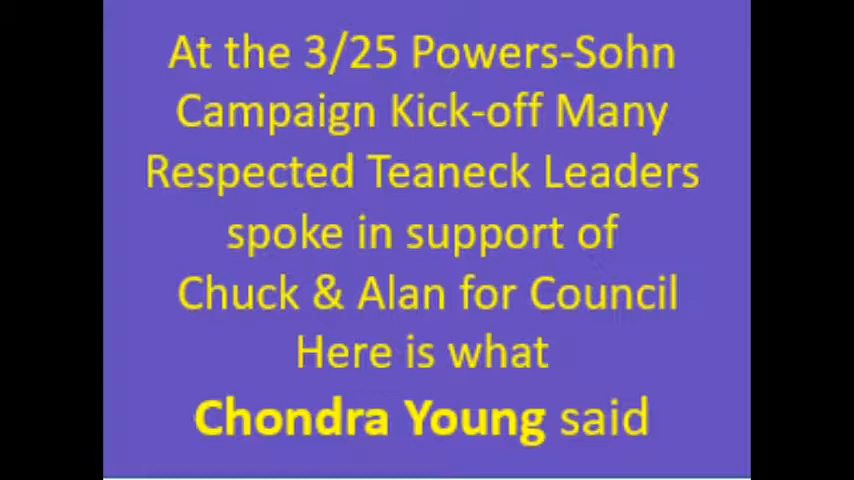 At the 3/25 Powers-Sohn
Campaign Kick-off Many
Respected Teaneck Leaders
spoke in support of
Chuck & Alan for Council
Here is what
Chondra Young said